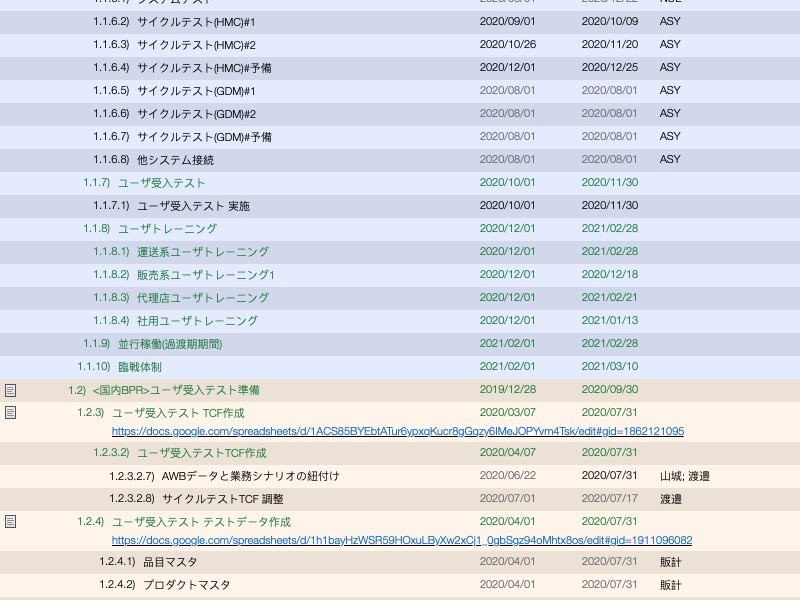 1.1.6.2) サイクルテスト(HMC)#1 2020/09/01 2020/10/09 ASY
1.1.6.3) サイクルテスト(HMC)#2 2020/10/26 2020/11/20 ASY
1.1.6.4) サイクルテスト(HMC)#予備 2020/12/01 2020/12/25 ASY
1.1.6.5) サイクルテスト(GDM)#1 2020/08/01 2020/08/01 ASY
1.1.6.6) サイクルテスト(GDM)#2 2020/08/01 2020/08/01 ASY
1.1.6.7) サイクルテスト(GDM)#予備 2020/08/01 2020/08/01 ASY
1.1.6.8) 他システム接続 2020/08/01 2020/08/01 ASY
1.1.7) ユーザ受入テスト 2020/10/01 2020/11/30
1.1.7.1) ユーザ受入テスト 実施 2020/10/01 2020/11/30
1.1.8) ユーザトレーニング 2020/12/01 2021/02/28
1.1.8.1) 運送系ユーザトレーニング 2020/12/01 2021/02/28
1.1.8.2) 販売系ユーザトレーニング1 2020/12/01 2020/12/18
1.1.8.3) 代理店ユーザトレーニング 2020/12/01 2021/02/21
1.1.8.4) 社用ユーザトレーニング 2020/12/01 2021/01/13
1.1.9) 並行稼働(過渡期期間) 2021/02/01 2021/02/28
1.1.10) 臨戦体制 2021/02/01 2021/03/10
1.2) <国内BPR>ユーザ受入テスト準備 2019/12/28 2020/09/30
1.2.3) ユーザ受入テスト TCF作成 2020/03/07 2020/07/31
https://docs.google.com/spreadsheets/d/1ACS85BYEbtATur6ypxqKucr8gGqzy6IMeJOPYvm4Tsk/edit#gid=1862121095
1.2.3.2) ユーザ受入テストTCF作成 2020/04/07 2020/07/31
1.2.3.2.7) AWBデータと業務シナリオの紐付け 2020/06/22 2020/07/31 山城; 渡邉
1.2.3.2.8) サイクルテストTCF 調整 2020/07/01 2020/07/17 渡邉
1.2.4) ユーザ受入テスト テストデータ作成 2020/04/01 2020/07/31
https://docs.google.com/spreadsheets/d/1h1bayHzWSR59HOxuLByXw2xCj1_0qbSgz94oMhtx8os/edit#gid=1911096082
1.2.4.1) 品目マスタ 2020/04/01 2020/07/31 販計
1.2.4.2) プロダクトマスタ 2020/04/01 2020/07/31 販計